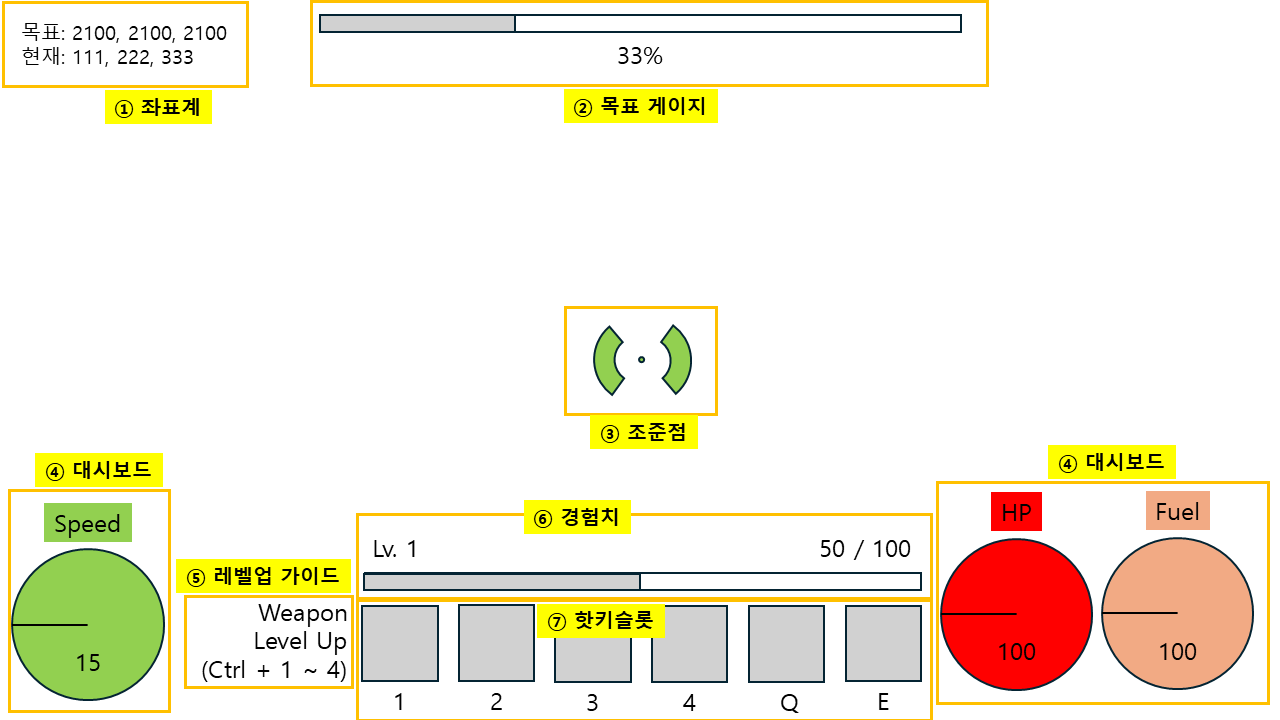 목표: 2100, 2100, 2100
현재: 111, 222, 333
① 좌표계
33%
② 목표 게이지
③ 조준점
④ 대시보드
Speed
15
⑤ 레벨업 가이드
Weapon
Level Up
(Ctrl + 1 ~ 4)
⑥ 경험치
Lv. 1
50 / 100
⑦ 핫키슬롯
1
2
3
4
Q
E
④ 대시보드
HP
100
Fuel
100